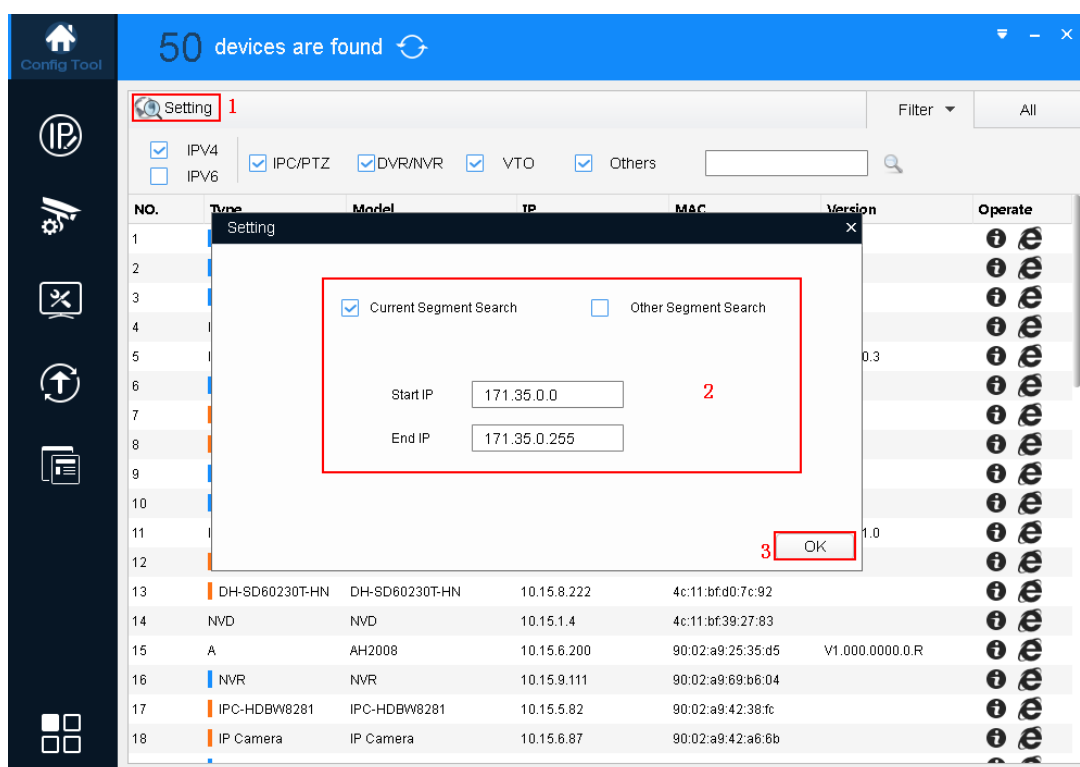 Config Tool
50 devices are found
Setting 1
Filter
All
IPV4
IPV6
IPC/PTZ
DVR/NVR
VTO
Others
NO. Type Model IP MAC Version Operate
Setting
1
2
3
4
5 0.3
6
7
8
9
10
11 1.0
12
Current Segment Search Other Segment Search
Start IP 171.35.0.0 2
End IP 171.35.0.255
3 OK
13 DH-SD60230T-HN DH-SD60230T-HN 10.15.8.222 4c:11:bf:d0:7c:92
14 NVD NVD 10.15.1.4 4c:11:bf:39:27:83
15 A AH2008 10.15.6.200 90:02:a9:25:35:d5 V1.000.0000.0.R
16 NVR NVR 10.15.9.111 90:02:a9:69:b6:04
17 IPC-HDBW8281 IPC-HDBW8281 10.15.5.82 90:02:a9:42:38:fc
18 IP Camera IP Camera 10.15.6.87 90:02:a9:42:a6:6b